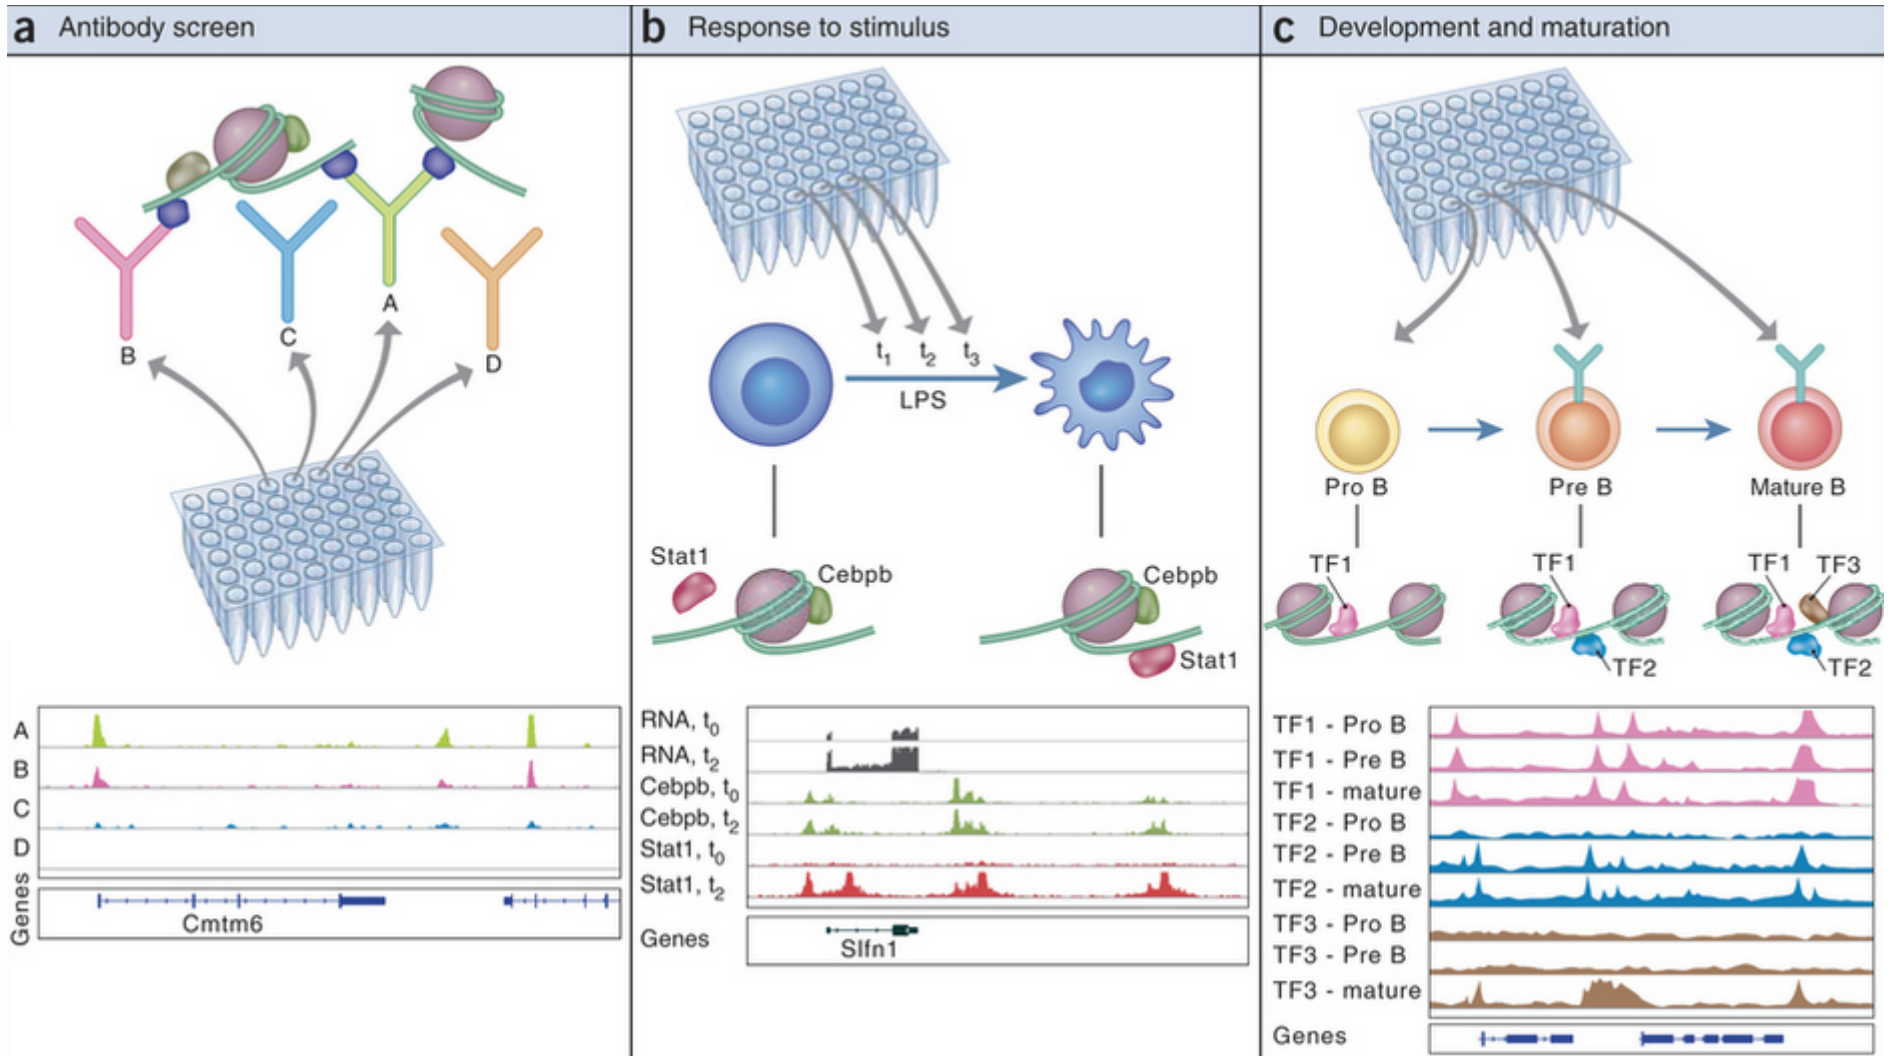 a Antibody screen
B
C
A
D
A
B
C
D
Genes
Cmtm6
b Response to stimulus
t1 t2 t3
LPS
Stat1
Cebpb
Cebpb
Stat1
RNA, t0
RNA, t2
Cebpb, t0
Cebpb, t2
Stat1, t0
Stat1, t2
Genes
Slfn1
c Development and maturation
Pro B
Pre B
Mature B
TF1
TF1
TF2
TF1
TF3
TF2
TF1 - Pro B
TF1 - Pre B
TF1 - mature
TF2 - Pro B
TF2 - Pre B
TF2 - mature
TF3 - Pro B
TF3 - Pre B
TF3 - mature
Genes